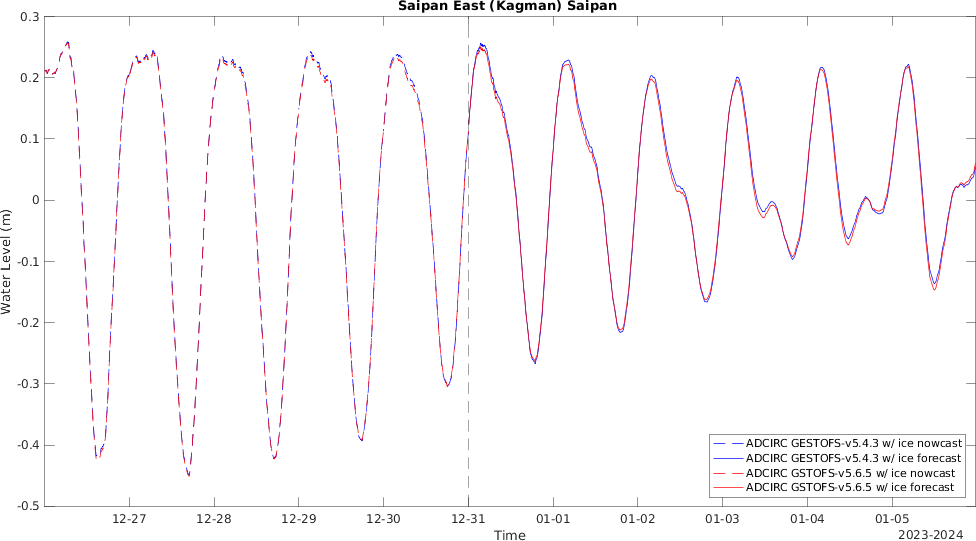 Saipan East (Kagman) Saipan
0.3
0.2
0.1
0
-0.1
-0.2
-0.3
-0.4
-0.5
Water Level (m)
ADCIRC GESTOFS-v5.4.3 w/ ice nowcast
ADCIRC GESTOFS-v5.4.3 w/ ice forecast
ADCIRC GSTOFS-v5.6.5 w/ ice nowcast
ADCIRC GSTOFS-v5.6.5 w/ ice forecast
12-27 12-28 12-29 12-30 12-31 01-01 01-02 01-03 01-04 01-05
Time
2023-2024